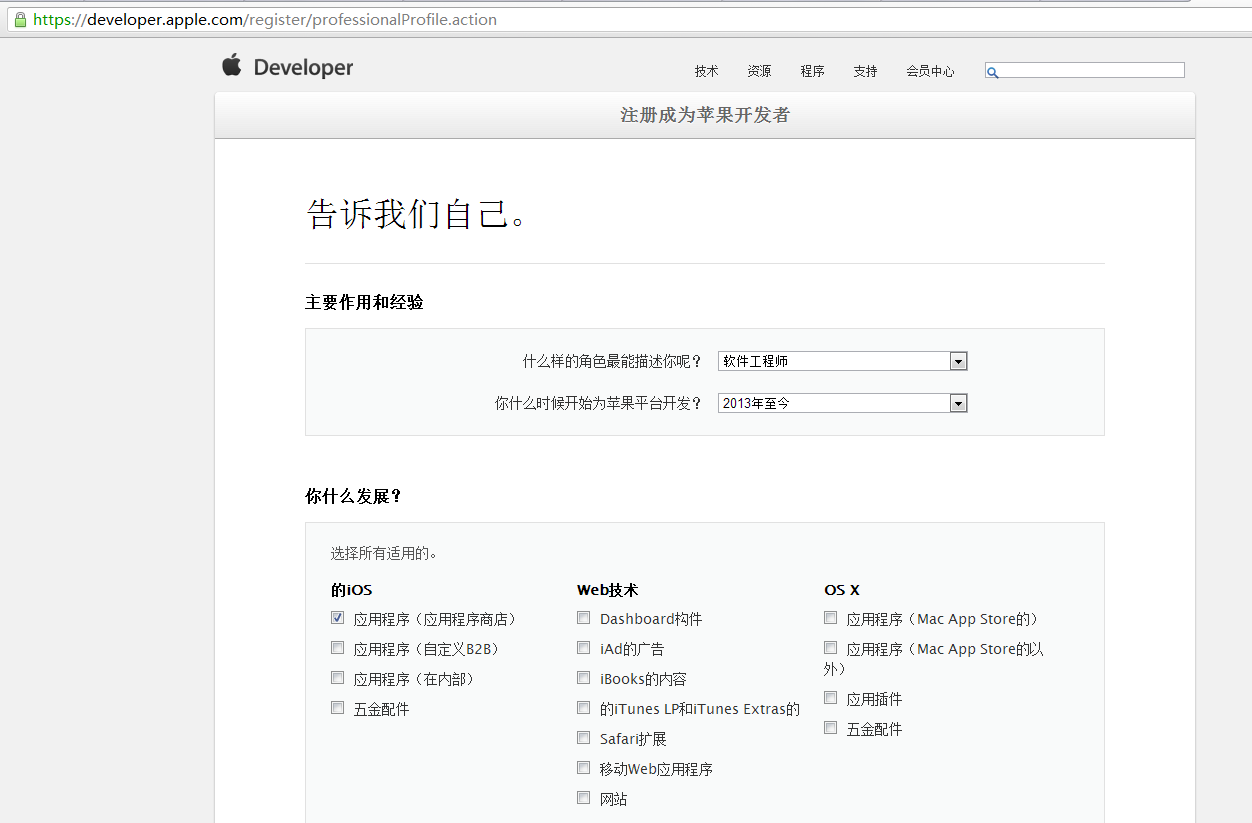 https://developer.apple.com/register/professionalProfile.action
Developer
技术 资源 程序 支持 会员中心
注册成为苹果开发者
告诉我们自己。
主要作用和经验
什么样的角色最能描述你呢？ 软件工程师
你什么时候开始为苹果平台开发？ 2013年至今
你什么发展？
选择所有适用的。
的iOS
应用程序（应用程序商店）
应用程序（自定义B2B）
应用程序（在内部）
五金配件
Web技术
Dashboard构件
iAd的广告
iBooks的内容
的iTunes LP和iTunes Extras的
Safari扩展
移动Web应用程序
网站
OS X
应用程序（Mac App Store的）
应用程序（Mac App Store的以
外）
应用插件
五金配件